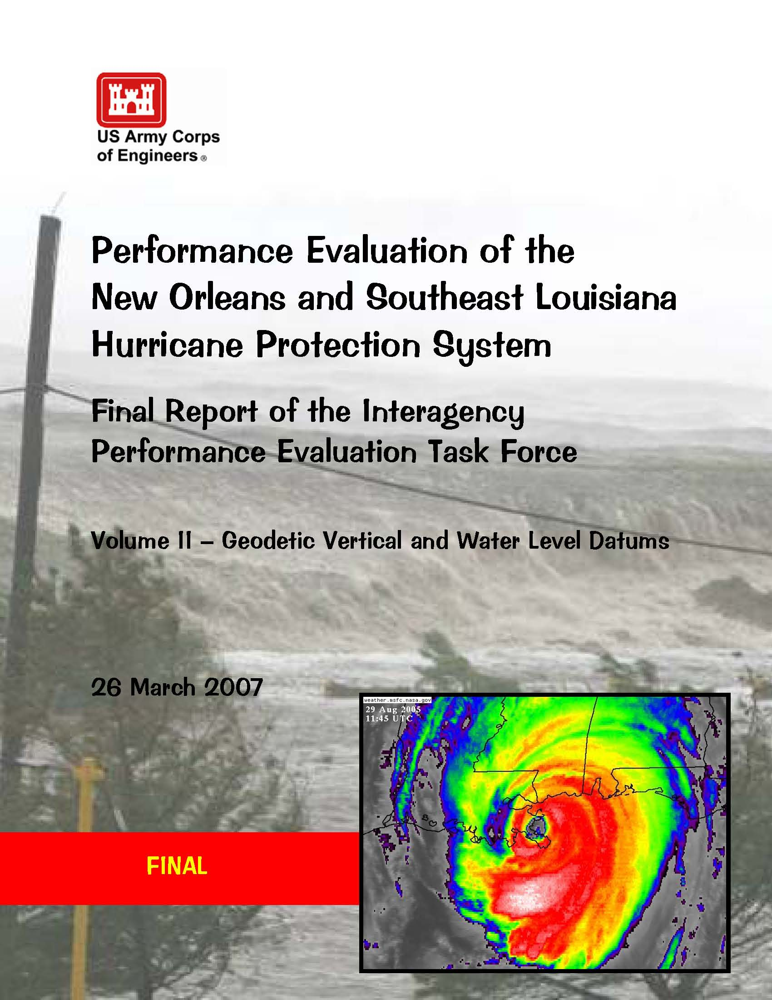 US Army Corps
of Engineers ®
Performance Evaluation of the
New Orleans and Southeast Louisiana
Hurricane Protection System
Final Report of the Interagency
Performance Evaluation Task Force
Volume II – Geodetic Vertical and Water Level Datums
26 March 2007
weather.msfc.nasa.gov
29 Aug 2005
11:45 UTC
FINAL